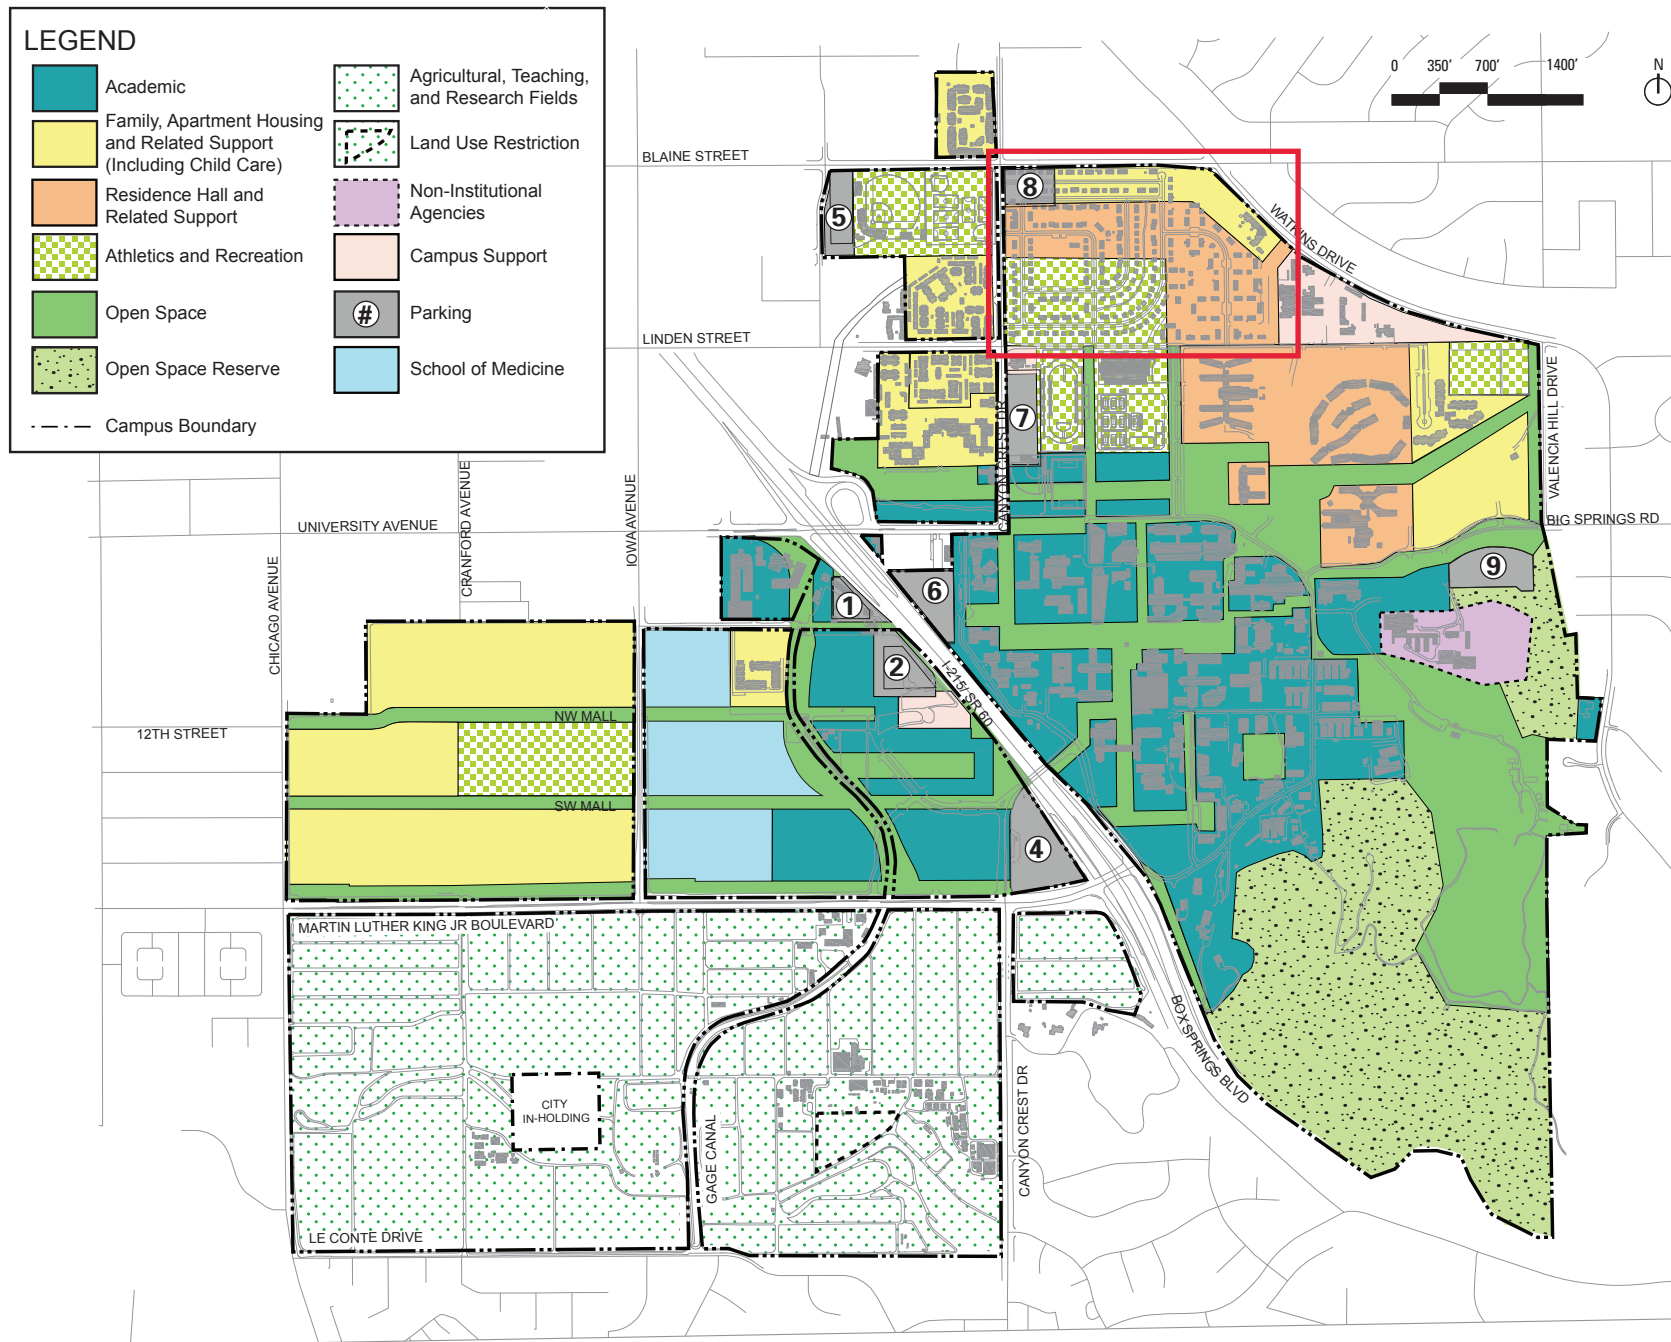 LEGEND
Academic
Family, Apartment Housing
and Related Support
(Including Child Care)
Residence Hall and
Related Support
Athletics and Recreation
Open Space
Open Space Reserve
Campus Boundary
Agricultural, Teaching,
and Research Fields
Land Use Restriction
Non-Institutional
Agencies
Campus Support
#
Parking
School of Medicine
0 350' 700' 1400'
N
BLAINE STREET
8
5
WATKINS DRIVE
LINDEN STREET
7
CANYON CREST DR
VALENCIA HILL DRIVE
CHICAGO AVENUE
CRANFORD AVENUE
IOWA AVENUE
UNIVERSITY AVENUE
BIG SPRINGS RD
9
1
6
2
I-215/ SR 60
NW MALL
12TH STREET
SW MALL
4
MARTIN LUTHER KING JR BOULEVARD
BOX SPRINGS BLVD
CITY
IN-HOLDING
GAGE CANAL
CANYON CREST DR
LE CONTE DRIVE